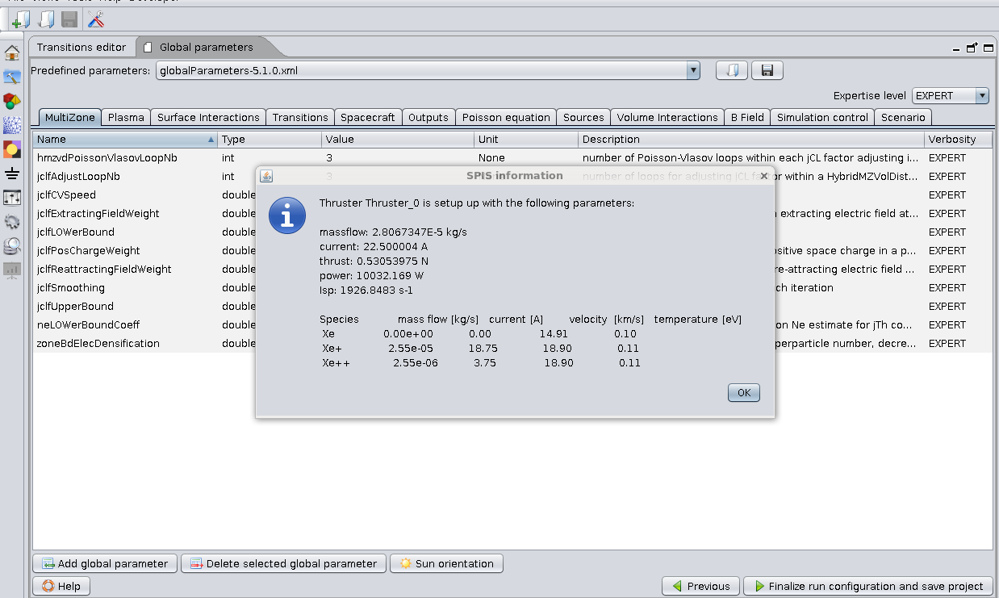 Transitions editor Global parameters
Predefined parameters: globalParameters-5.1.0.xml
Expertise level EXPERT
MultiZone Plasma Surface Interactions Transitions Spacecraft Outputs Poisson equation Sources Volume Interactions B Field Simulation control Scenario
Name Type Value Unit Description Verbosity
hmzvdPoissonVlasovLoopNb int 3 None number of Poisson-Vlasov loops within each jCL factor adjusting i... EXPERT
jclfAdjustLoopNb int 3 number of loops for adjusting jCL factor within a HybridMZVolDist... EXPERT
SPIS information
jclfCVSpeed double EXPERT
jclfExtractingFieldWeight double extracting electric field at... EXPERT
jclfLOWerBound double EXPERT
jclfPosChargeWeight double sitive space charge in a p... EXPERT
jclfReattractingFieldWeight double re-attracting electric field ... EXPERT
jclfSmoothing double ch iteration EXPERT
jclfUpperBound double EXPERT
neLOWerBoundCoeff double on Ne estimate for jTh co... EXPERT
zoneBdElecDensification double perparticle number, decre... EXPERT
Thruster Thruster_0 is setup up with the following parameters:
massflow: 2.8067347E-5 kg/s
current: 22.500004 A
thrust: 0.53053975 N
power: 10032.169 W
Isp: 1926.8483 s-1
Species mass flow [kg/s] current [A] velocity [km/s] temperature [eV]
Xe 0.00e+00 0.00 14.91 0.10
Xe+ 2.55e-05 18.75 18.90 0.11
Xe++ 2.55e-06 3.75 18.90 0.11
OK
Add global parameter Delete selected global parameter Sun orientation
Help Previous Finalize run configuration and save project